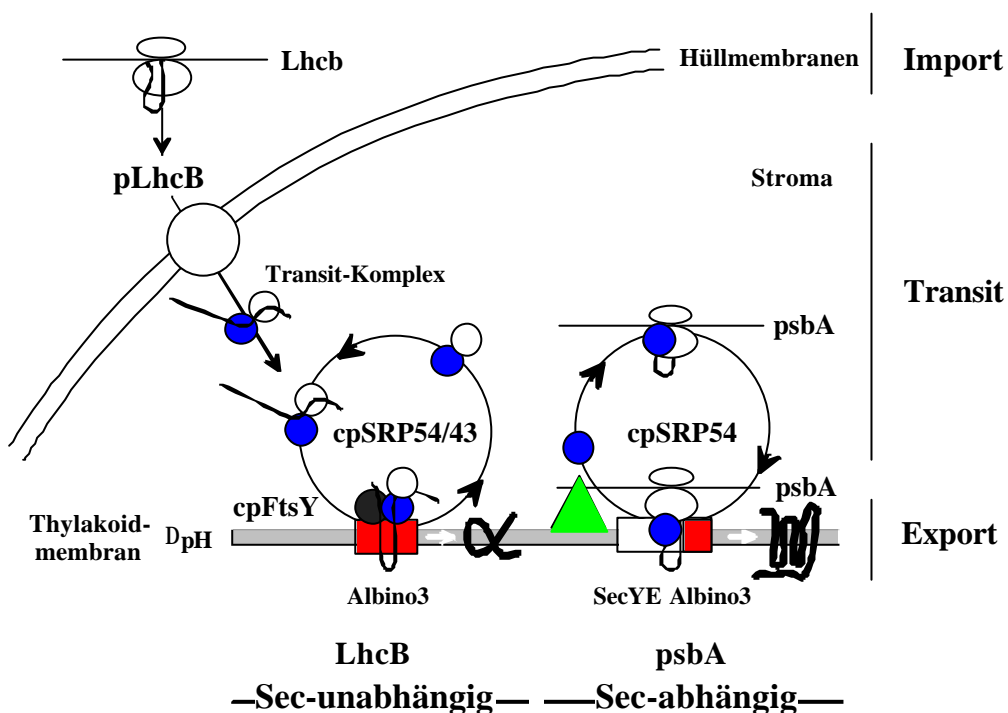 Lhcb
Hüllmembranen
Import
pLhcB
Stroma
Transit-Komplex
Transit
psbA
cpSRP54/43
cpSRP54
cpFtsY
psbA
Thylakoid-
membran
DpH
Export
Albino3
SecYE Albino3
LhcB
psbA
Sec-unabhängig
Sec-abhängig